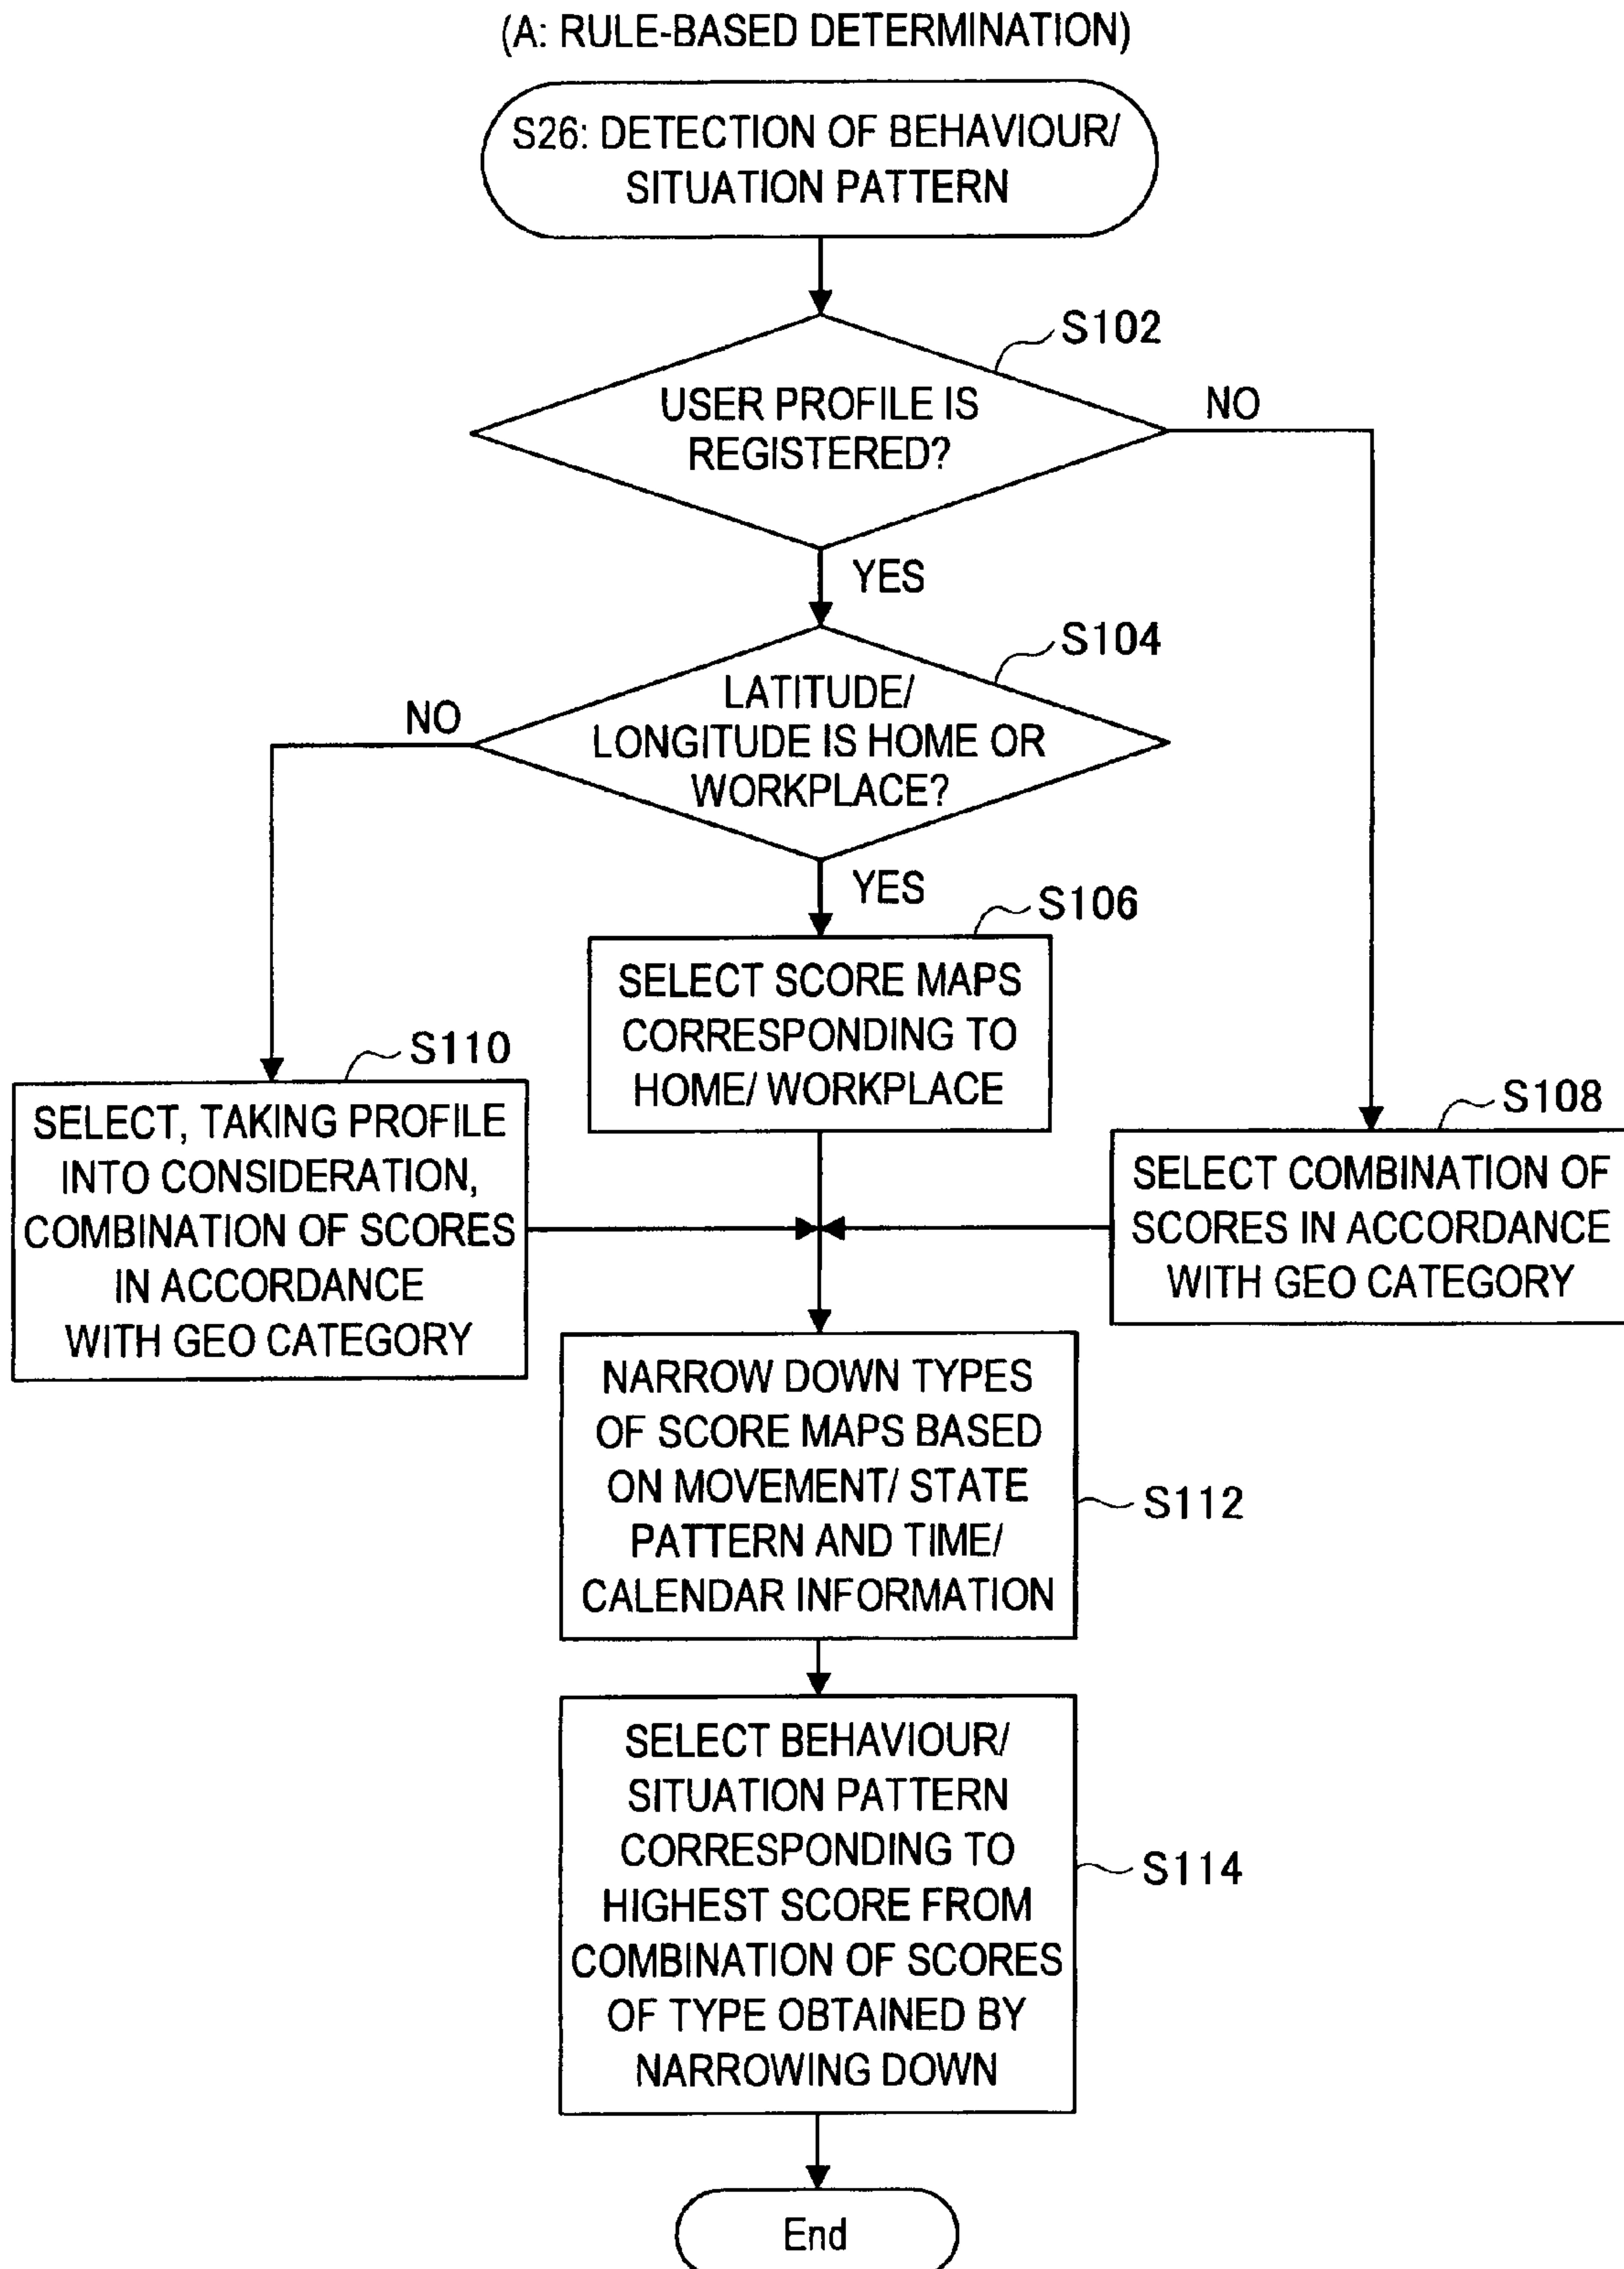 (A: RULE-BASED DETERMINATION)
S26: DETECTION OF BEHAVIOUR/
SITUATION PATTERN
S102
USER PROFILE IS
REGISTERED?
NO
YES
S104
LATITUDE/
LONGITUDE IS HOME OR
WORKPLACE?
NO
YES
S106
SELECT SCORE MAPS
CORRESPONDING TO
HOME/ WORKPLACE
S110
SELECT, TAKING PROFILE
INTO CONSIDERATION,
COMBINATION OF SCORES
IN ACCORDANCE
WITH GEO CATEGORY
S108
SELECT COMBINATION OF
SCORES IN ACCORDANCE
WITH GEO CATEGORY
NARROW DOWN TYPES
OF SCORE MAPS BASED
ON MOVEMENT/ STATE
PATTERN AND TIME/
CALENDAR INFORMATION
S112
SELECT BEHAVIOUR/
SITUATION PATTERN
CORRESPONDING TO
HIGHEST SCORE FROM
COMBINATION OF SCORES
OF TYPE OBTAINED BY
NARROWING DOWN
S114
End